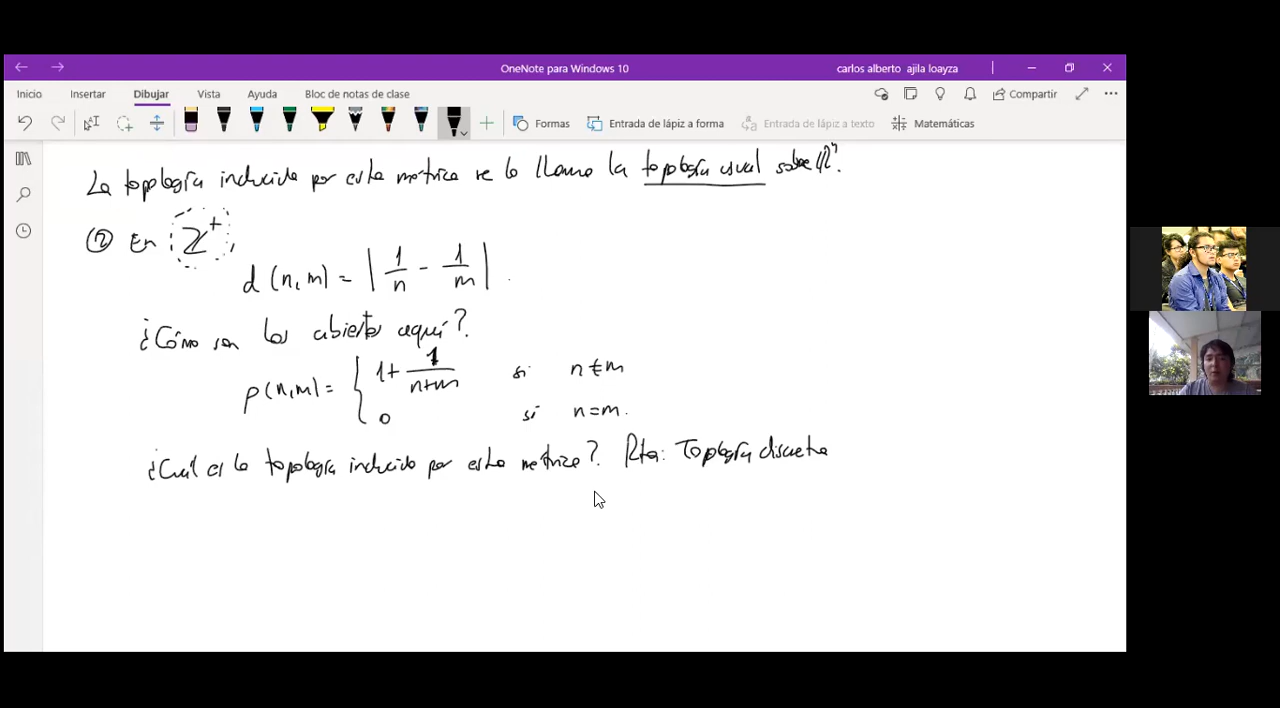 OneNote para Windows 10
carlos alberto ajila loayza
Inicio Insertar Dibujar Vista Ayuda Bloc de notas de clase
Compartir
Formas Entrada de lápiz a forma Entrada de lápiz a texto Matemáticas
La topología inducida por esta metrica se lo llama la topología usual sobre ℝⁿ.
② En ℤ⁺
d(n,m) = | 1/n - 1/m | .
¿Cómo son los abiertos aquí?
ρ(n,m) = { 1 + 1/(n+m) si n ≠ m
0 si n = m.
¿Cuál es la topología inducida por esta metrica? Rta: Topología discreta